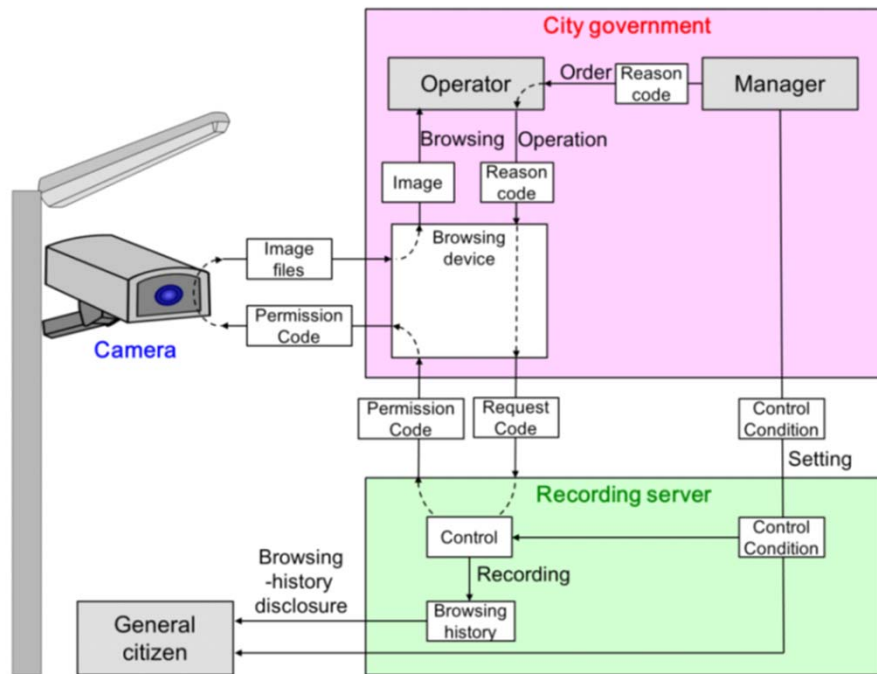 City government
Operator
Order
Reason
code
Manager
Browsing
Operation
Image
Reason
code
Browsing
device
Image
files
Permission
Code
Camera
Permission
Code
Request
Code
Control
Condition
Setting
Recording server
Control
Control
Condition
Recording
Browsing
-history
disclosure
Browsing
history
General
citizen